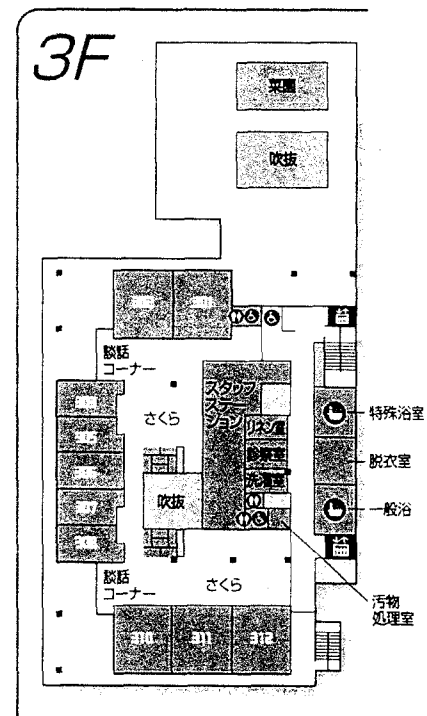 3F
菜園
吹抜
談話
コーナー
スタッフ
ステー
ション
さくら
リネン室
診察室
洗濯室
特殊浴室
脱衣室
一般浴
吹抜
談話
コーナー
さくら
汚物
処理室
310
311
312